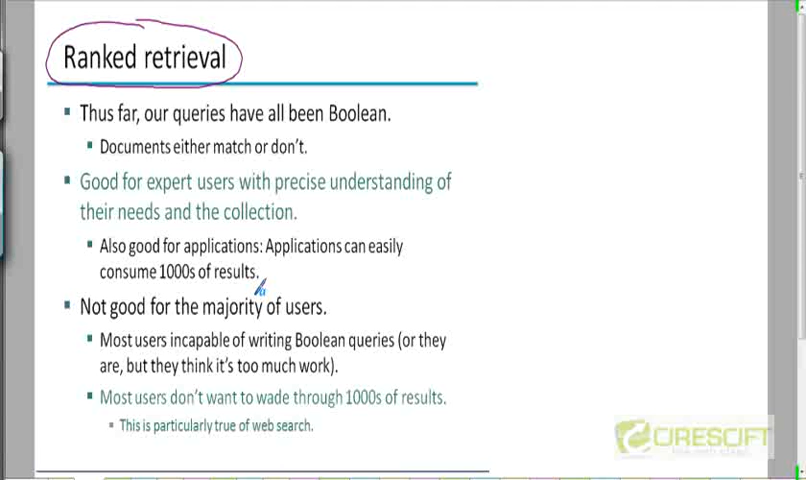 Ranked retrieval
Thus far, our queries have all been Boolean.
Documents either match or don't.
Good for expert users with precise understanding of
their needs and the collection.
Also good for applications: Applications can easily
consume 1000s of results.
Not good for the majority of users.
Most users incapable of writing Boolean queries (or they
are, but they think it's too much work).
Most users don't want to wade through 1000s of results.
This is particularly true of web search.